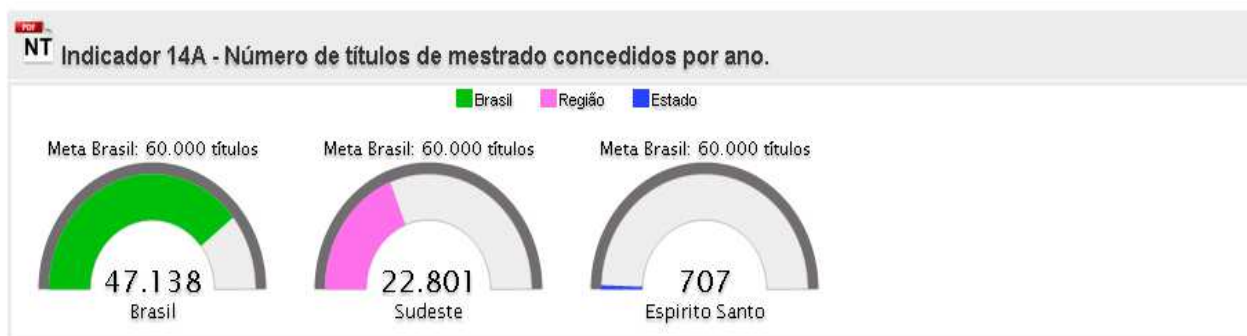 PDF
NT Indicador 14A - Número de títulos de mestrado concedidos por ano.
Brasil Região Estado
Meta Brasil: 60.000 títulos Meta Brasil: 60.000 títulos Meta Brasil: 60.000 títulos
47.138 22.801 707
Brasil Sudeste Espirito Santo